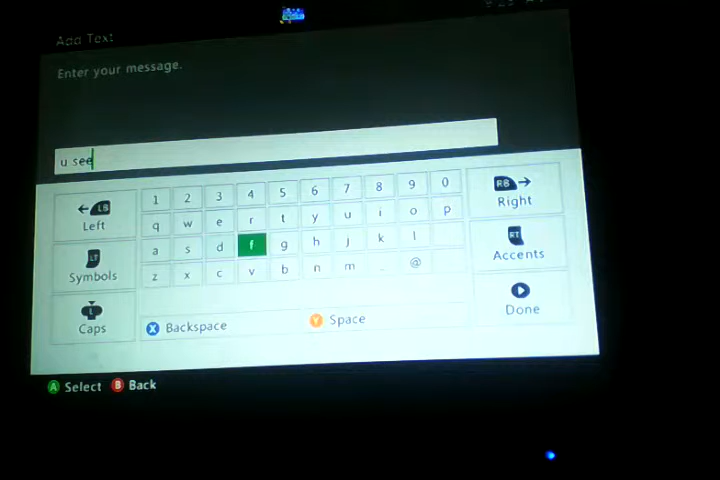 Add Text
Enter your message.
u see
1 2 3 4 5 6 7 8 9 0
q w e r t y u i o p
a s d f g h j k l
z x c v b n m . @
LB
Left
LT
Symbols
L
Caps
RB
Right
RT
Accents
Done
X Backspace
Y Space
A Select B Back